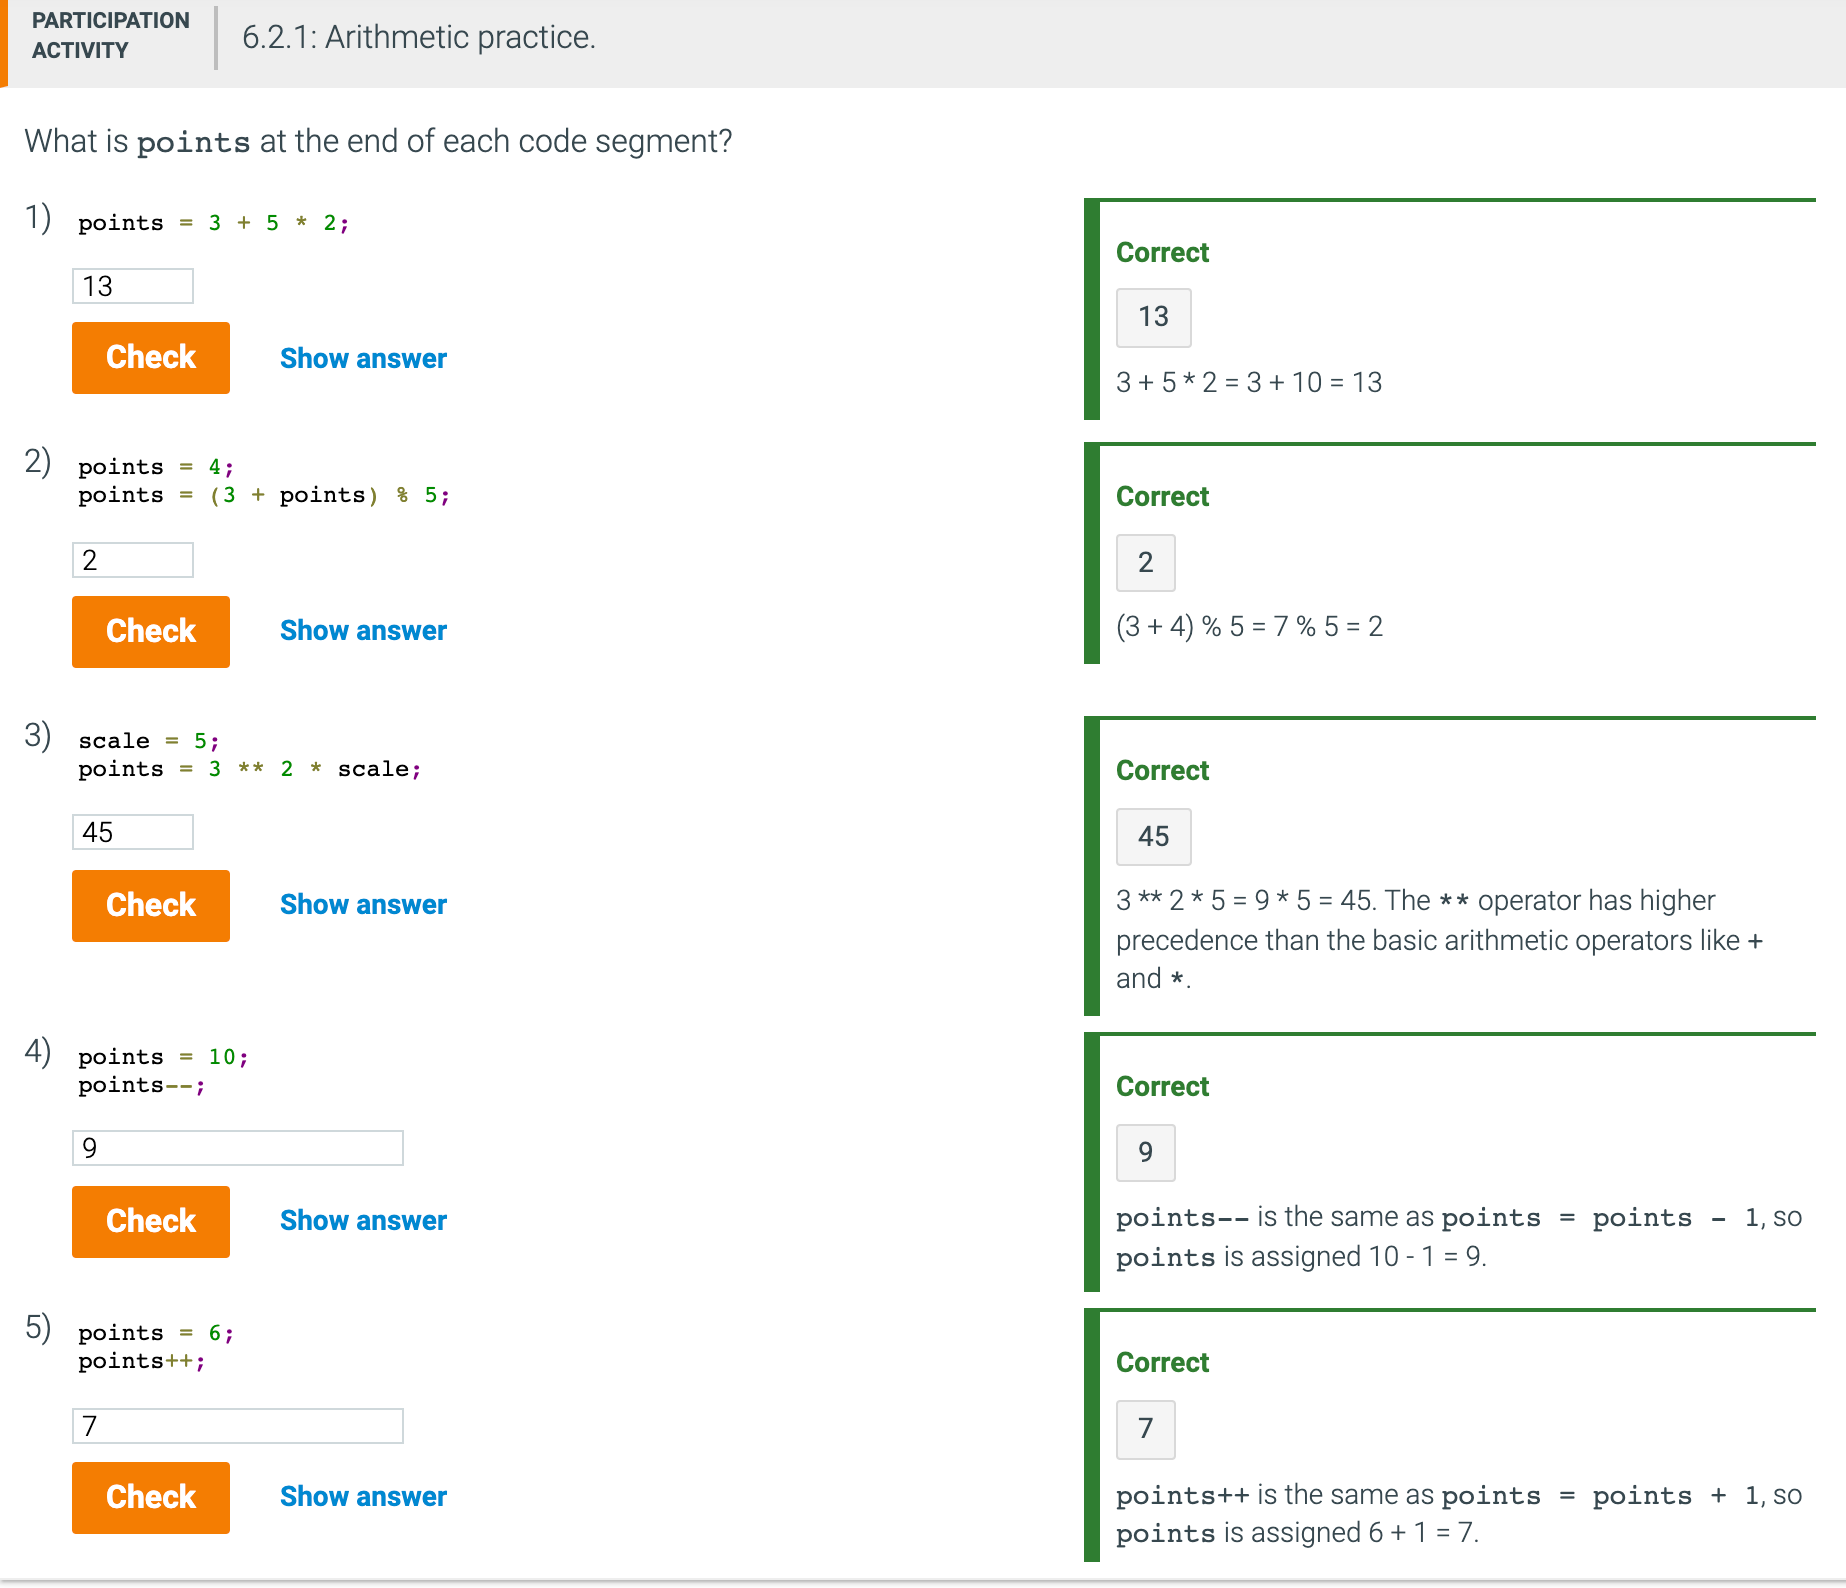 PARTICIPATION
ACTIVITY
6.2.1: Arithmetic practice.
What is points at the end of each code segment?
1) points = 3 + 5 * 2;
13
Check Show answer
Correct
13
3 + 5 * 2 = 3 + 10 = 13
2) points = 4;
points = (3 + points) % 5;
2
Check Show answer
Correct
2
(3 + 4) % 5 = 7 % 5 = 2
3) scale = 5;
points = 3 ** 2 * scale;
45
Check Show answer
Correct
45
3 ** 2 * 5 = 9 * 5 = 45. The ** operator has higher
precedence than the basic arithmetic operators like +
and *.
4) points = 10;
points--;
9
Check Show answer
Correct
9
points-- is the same as points = points - 1, so
points is assigned 10 - 1 = 9.
5) points = 6;
points++;
7
Check Show answer
Correct
7
points++ is the same as points = points + 1, so
points is assigned 6 + 1 = 7.